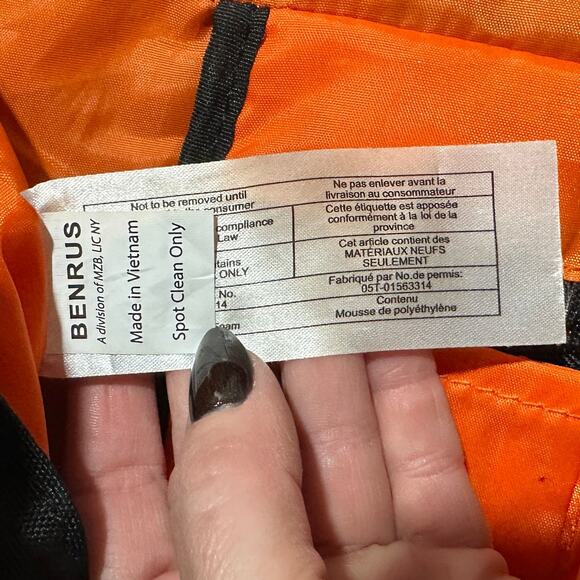 BENRUS
A division of MZB, LIC NY
Made in Vietnam
Spot Clean Only
Not to be removed until
consumer
compliance
Law
ONLY
No.
14
Ne pas enlever avant la
livraison au consommateur
Cette étiquette est apposée
conformément à la loi de la
province
Cet article contient des
MATÉRIAUX NEUFS
SEULEMENT
Fabriqué par No.de permis:
05T-01563314
Contenu
Mousse de polyéthylène